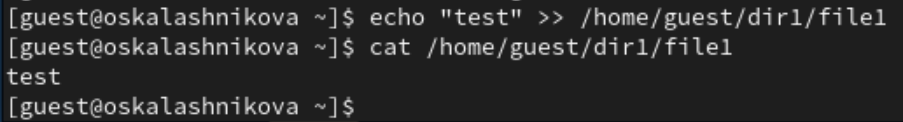 [guest@oskalashnikova ~]$ echo "test" >> /home/guest/dir1/file1
[guest@oskalashnikova ~]$ cat /home/guest/dir1/file1
test
[guest@oskalashnikova ~]$